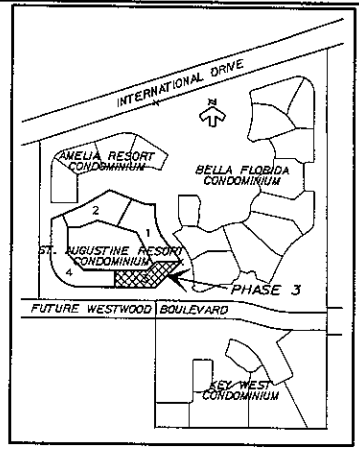 INTERNATIONAL DRIVE
N
AMELIA RESORT
CONDOMINIUM
BELLA FLORIDA
CONDOMINIUM
2
1
ST. AUGUSTINE RESORT
CONDOMINIUM
4
PHASE 3
FUTURE WESTWOOD BOULEVARD
KEY WEST
CONDOMINIUM